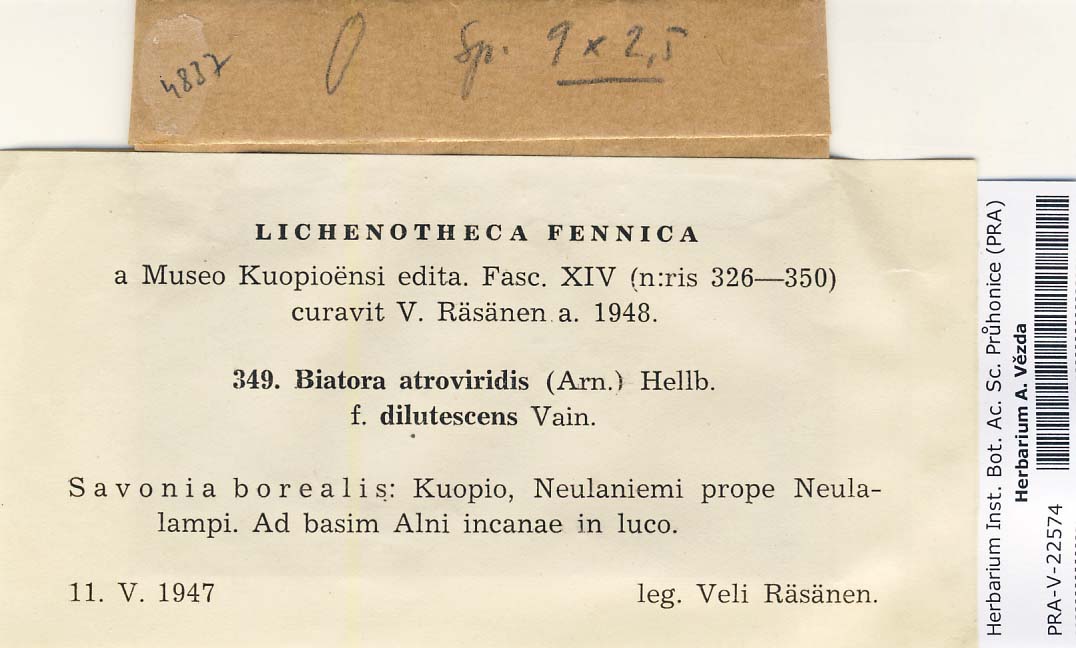 4837
Sp. 9 x 2,5
LICHENOTHECA FENNICA
a Museo Kuopioënsi edita. Fasc. XIV (n:ris 326—350)
curavit V. Räsänen a. 1948.
349. Biatora atroviridis (Arn.) Hellb.
f. dilutescens Vain.
Savonia borealis: Kuopio, Neulaniemi prope Neula-
lampi. Ad basim Alni incanae in luco.
11. V. 1947 leg. Veli Räsänen.
Herbarium Inst. Bot. Ac. Sc. Průhonice (PRA)
Herbarium A. Vězda
PRA-V-22574